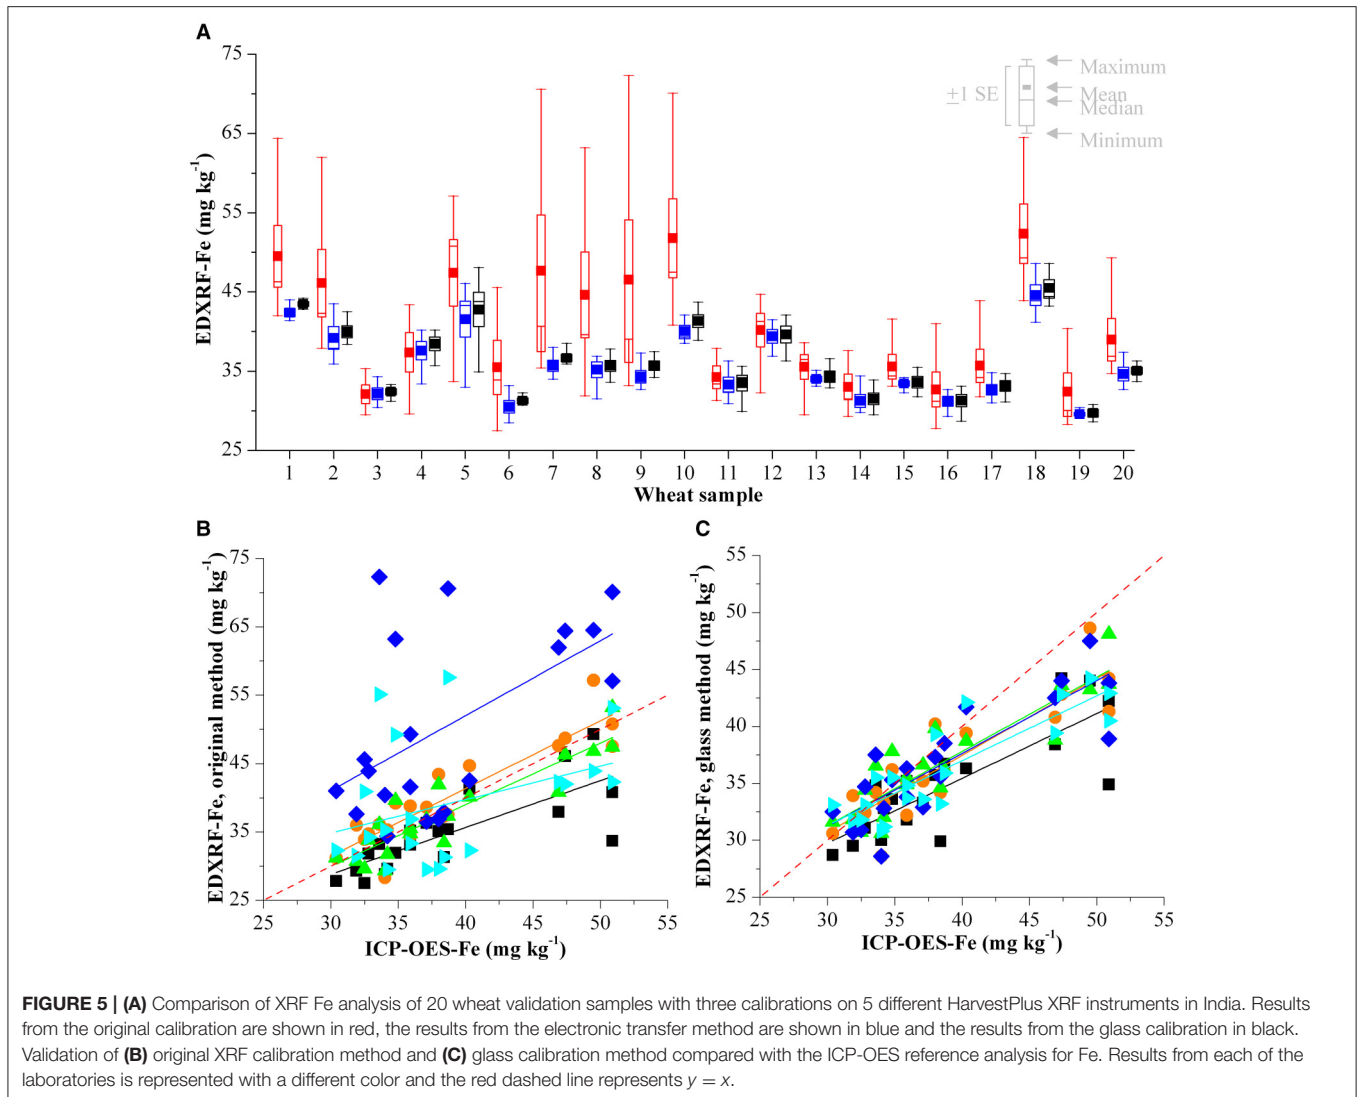 A
75
65
55
45
35
25
EDXRF-Fe (mg kg-1)
Maximum
±1 SE
Mean
Median
Minimum
1 2 3 4 5 6 7 8 9 10 11 12 13 14 15 16 17 18 19 20
Wheat sample
B
75
65
55
45
35
25
EDXRF-Fe, original method (mg kg-1)
25 30 35 40 45 50 55
ICP-OES-Fe (mg kg-1)
C
55
50
45
40
35
30
25
EDXRF-Fe, glass method (mg kg-1)
25 30 35 40 45 50 55
ICP-OES-Fe (mg kg-1)
FIGURE 5 | (A) Comparison of XRF Fe analysis of 20 wheat validation samples with three calibrations on 5 different HarvestPlus XRF instruments in India. Results
from the original calibration are shown in red, the results from the electronic transfer method are shown in blue and the results from the glass calibration in black.
Validation of (B) original XRF calibration method and (C) glass calibration method compared with the ICP-OES reference analysis for Fe. Results from each of the
laboratories is represented with a different color and the red dashed line represents y = x.